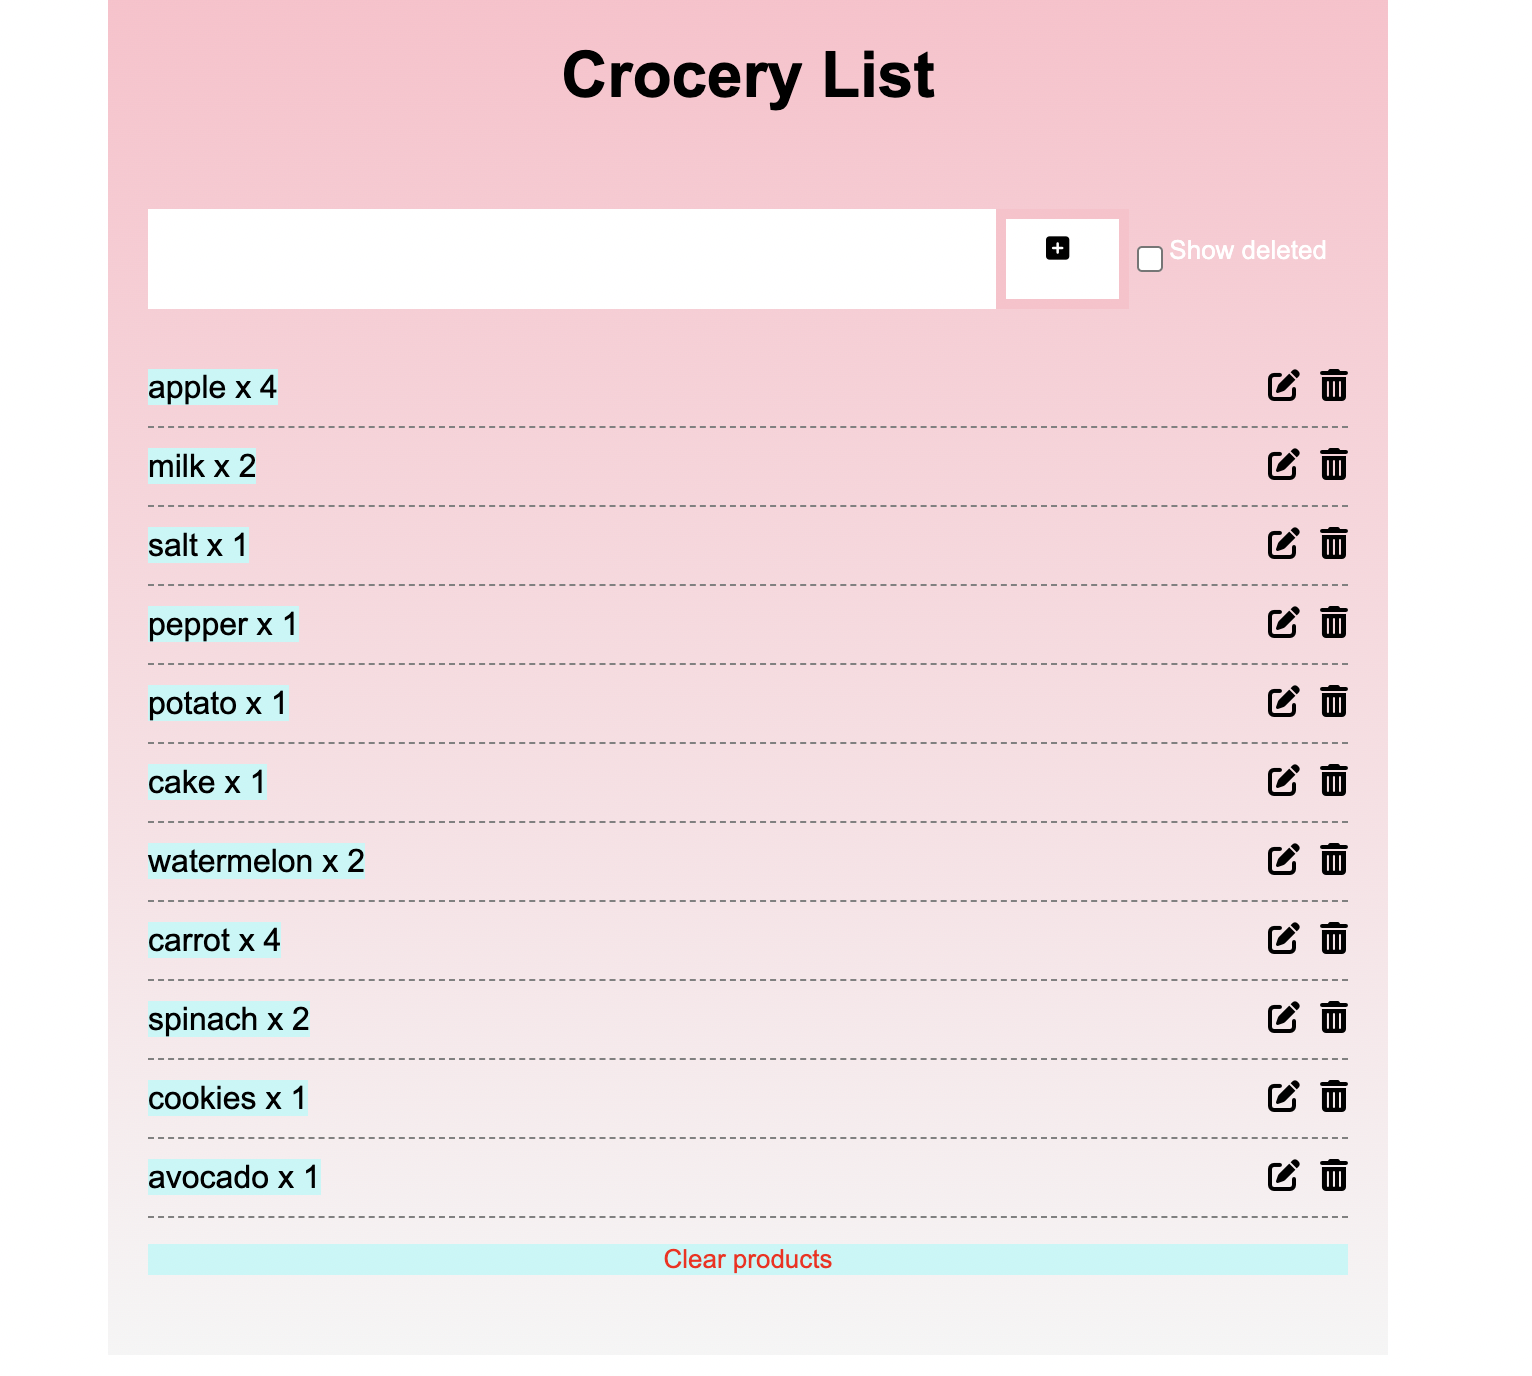 Crocery List
Show deleted
apple x 4
milk x 2
salt x 1
pepper x 1
potato x 1
cake x 1
watermelon x 2
carrot x 4
spinach x 2
cookies x 1
avocado x 1
Clear products